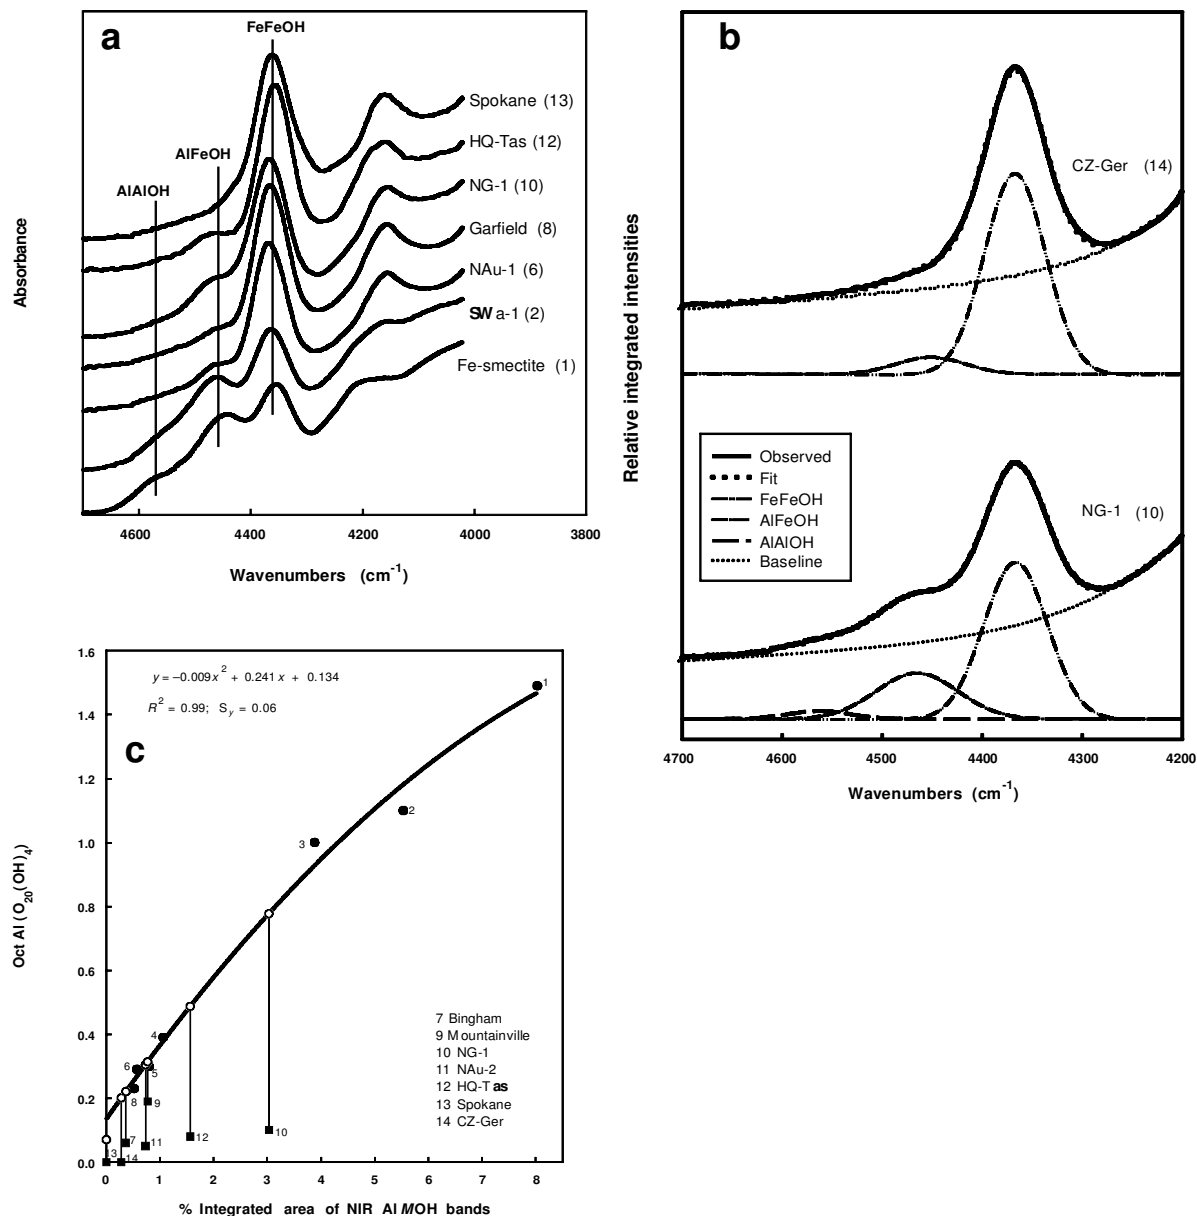 a
FeFeOH
AlFeOH
AlAlOH
Spokane (13)
HQ-Tas (12)
NG-1 (10)
Garfield (8)
NAu-1 (6)
SWa-1 (2)
Fe-smectite (1)
Absorbance
4600 4400 4200 4000 3800
Wavenumbers (cm⁻¹)
b
CZ-Ger (14)
Observed
Fit
FeFeOH
AlFeOH
AlAlOH
Baseline
NG-1 (10)
Relative integrated intensities
4700 4600 4500 4400 4300 4200
Wavenumbers (cm⁻¹)
y = −0.009x² + 0.241x + 0.134
R² = 0.99; Sy = 0.06
c
1.6
1.4
1.2
1.0
0.8
0.6
0.4
0.2
0.0
Oct Al (O20(OH)4)
1
2
3
4
6
5
8
9
7
11
12
10
13
14
7 Bingham
9 Mountainville
10 NG-1
11 NAu-2
12 HQ-Tas
13 Spokane
14 CZ-Ger
0 1 2 3 4 5 6 7 8
% Integrated area of NIR AlMOH bands